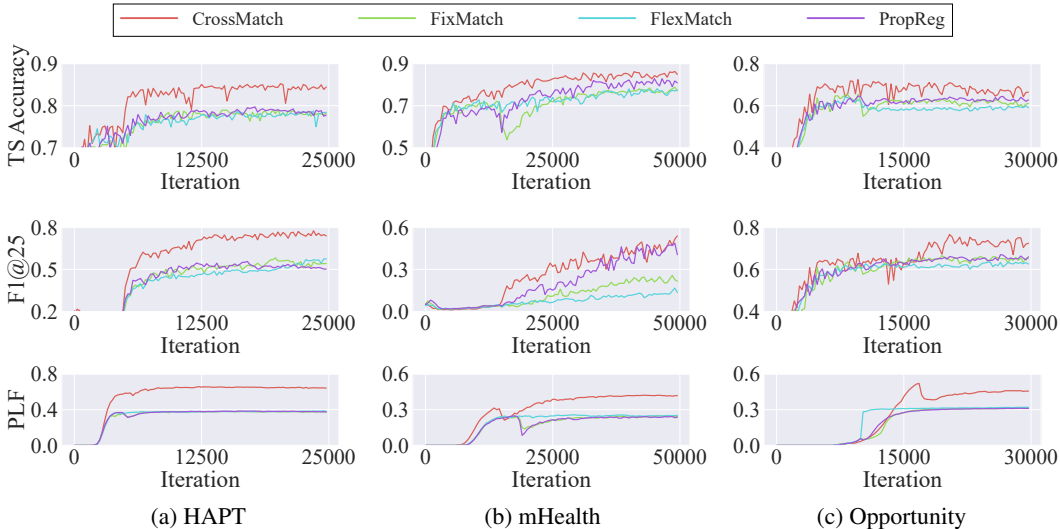 CrossMatch FixMatch FlexMatch PropReg
TS Accuracy
0.9
0.8
0.7
0 12500 25000
Iteration
0.9
0.7
0.5
0 25000 50000
Iteration
0.8
0.6
0.4
0 15000 30000
Iteration
F1@25
0.8
0.5
0.2
0 12500 25000
Iteration
0.6
0.3
0.0
0 25000 50000
Iteration
0.8
0.6
0.4
0 15000 30000
Iteration
PLF
0.8
0.4
0.0
0 12500 25000
Iteration
0.6
0.3
0.0
0 25000 50000
Iteration
0.6
0.3
0.0
0 15000 30000
Iteration
(a) HAPT
(b) mHealth
(c) Opportunity